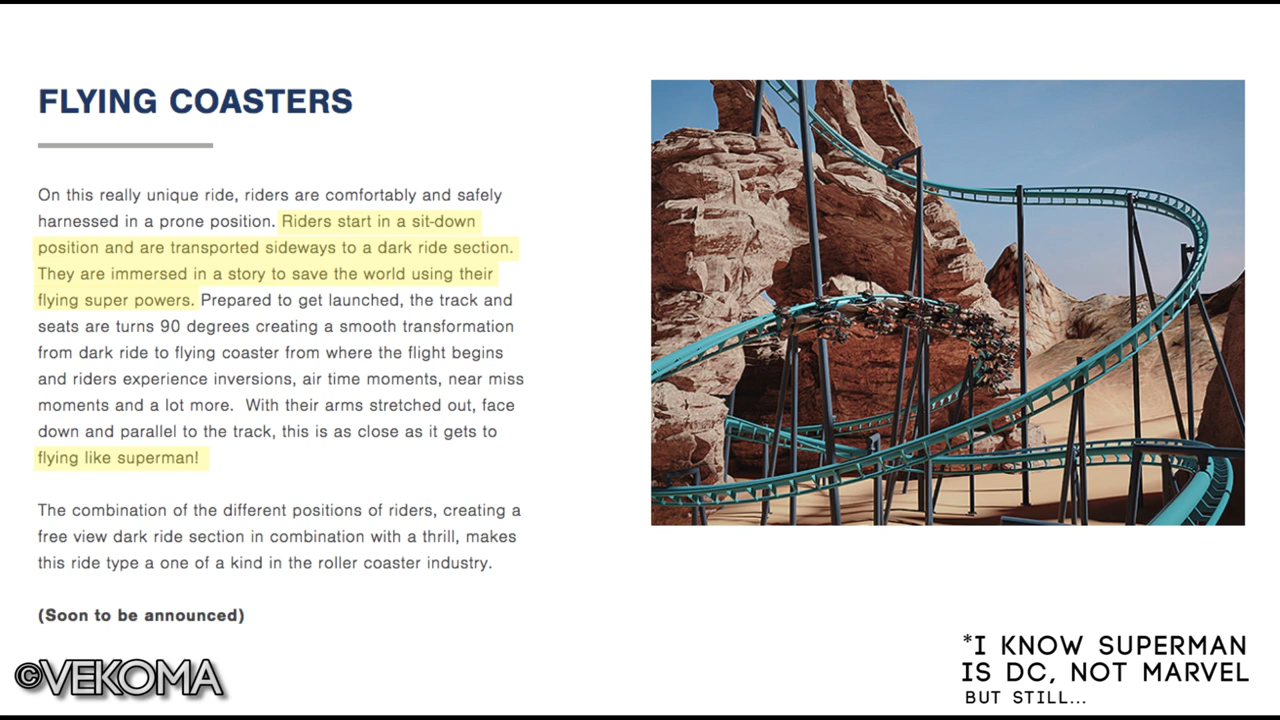 FLYING COASTERS
On this really unique ride, riders are comfortably and safely
harnessed in a prone position. Riders start in a sit-down
position and are transported sideways to a dark ride section.
They are immersed in a story to save the world using their
flying super powers. Prepared to get launched, the track and
seats are turns 90 degrees creating a smooth transformation
from dark ride to flying coaster from where the flight begins
and riders experience inversions, air time moments, near miss
moments and a lot more. With their arms stretched out, face
down and parallel to the track, this is as close as it gets to
flying like superman!
The combination of the different positions of riders, creating a
free view dark ride section in combination with a thrill, makes
this ride type a one of a kind in the roller coaster industry.
(Soon to be announced)
©VEKOMA
*I KNOW SUPERMAN
IS DC, NOT MARVEL
BUT STILL...